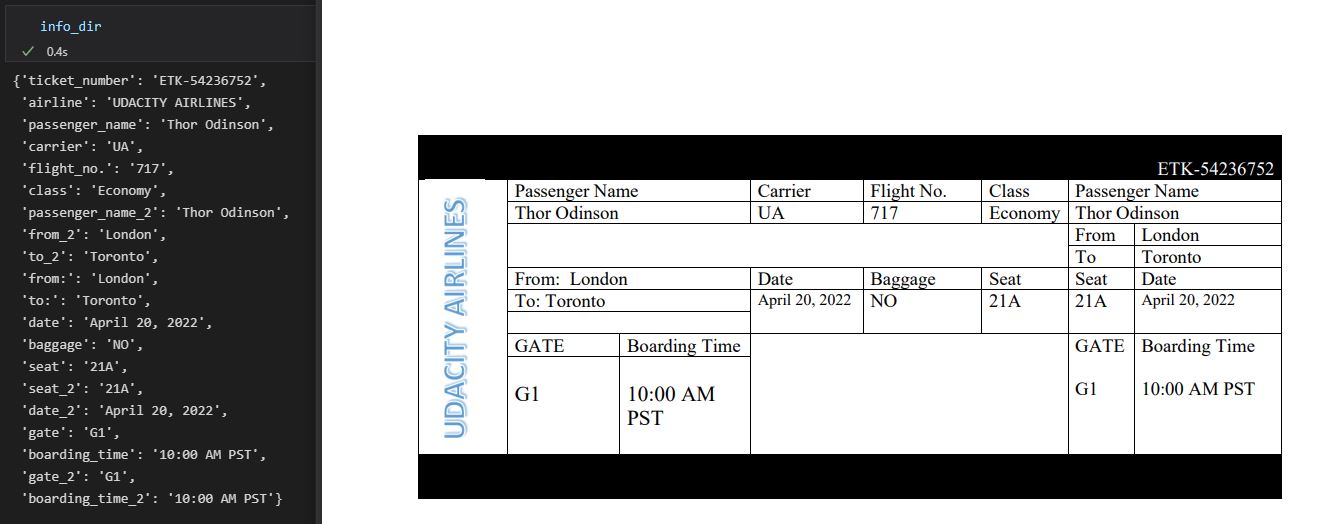 info_dir
0.4s
{'ticket_number': 'ETK-54236752',
'airline': 'UDACITY AIRLINES',
'passenger_name': 'Thor Odinson',
'carrier': 'UA',
'flight_no.': '717',
'class': 'Economy',
'passenger_name_2': 'Thor Odinson',
'from_2': 'London',
'to_2': 'Toronto',
'from:': 'London',
'to:': 'Toronto',
'date': 'April 20, 2022',
'baggage': 'NO',
'seat': '21A',
'seat_2': '21A',
'date_2': 'April 20, 2022',
'gate': 'G1',
'boarding_time': '10:00 AM PST',
'gate_2': 'G1',
'boarding_time_2': '10:00 AM PST'}
ETK-54236752
UDACITY AIRLINES
Passenger Name Carrier Flight No. Class Passenger Name
Thor Odinson UA 717 Economy Thor Odinson
From London
To Toronto
From: London Date Baggage Seat Seat Date
To: Toronto April 20, 2022 NO 21A 21A April 20, 2022
GATE Boarding Time GATE Boarding Time
G1 10:00 AM G1 10:00 AM PST
PST